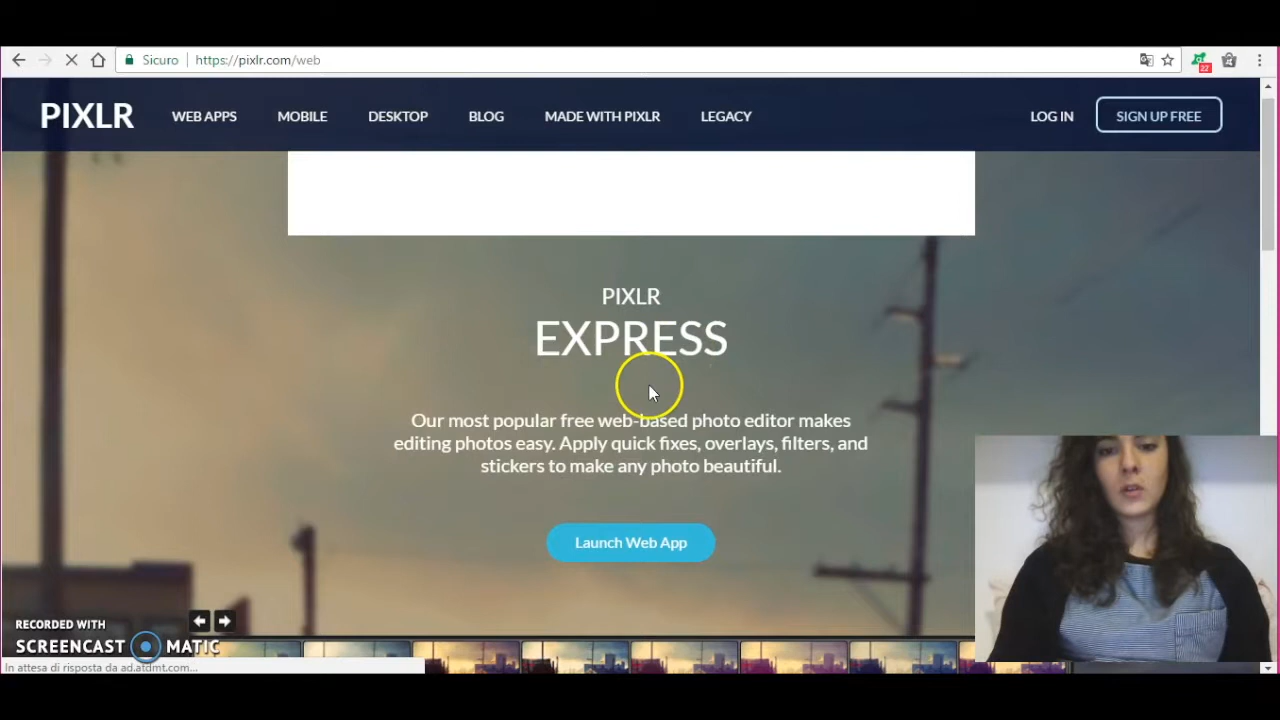 Sicuro https://pixlr.com/web
22
PIXLR WEB APPS MOBILE DESKTOP BLOG MADE WITH PIXLR LEGACY LOG IN SIGN UP FREE
PIXLR
EXPRESS
Our most popular free web-based photo editor makes
editing photos easy. Apply quick fixes, overlays, filters, and
stickers to make any photo beautiful.
Launch Web App
RECORDED WITH
SCREENCAST MATIC
In attesa di risposta da ad.atdmt.com...